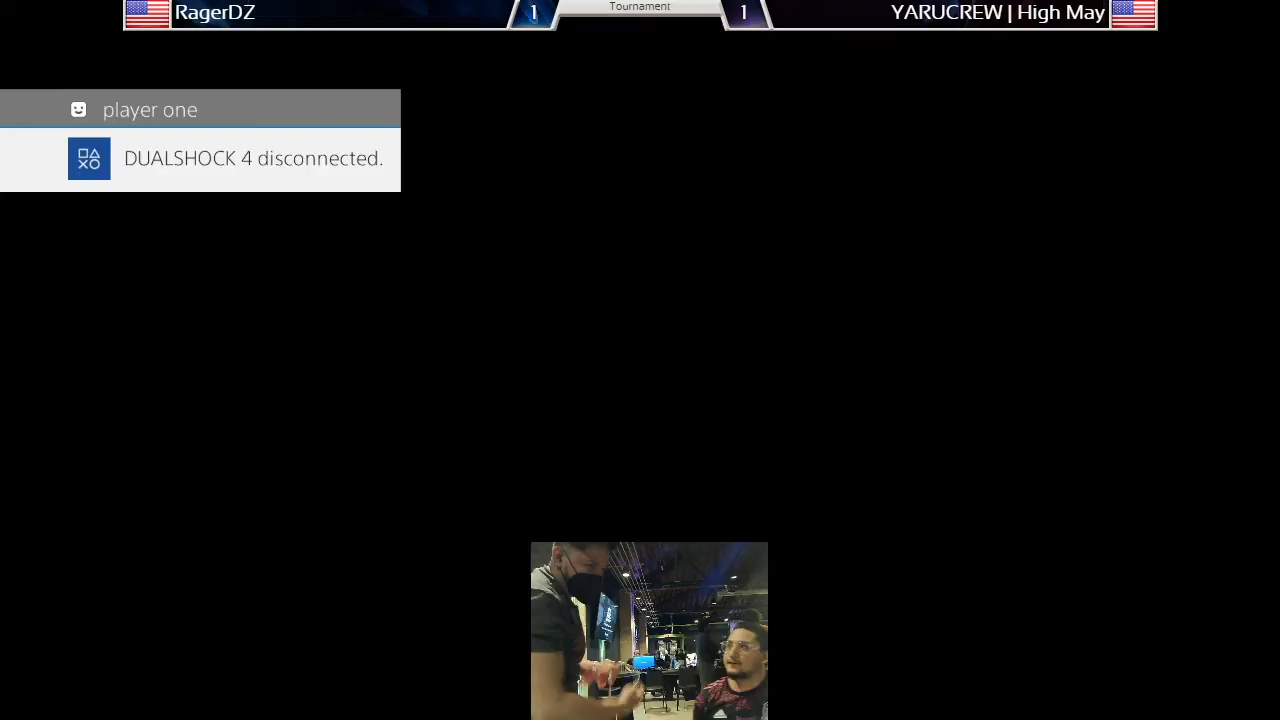 RagerDZ
1
Tournament
1
YARUCREW | High May
player one
DUALSHOCK 4 disconnected.